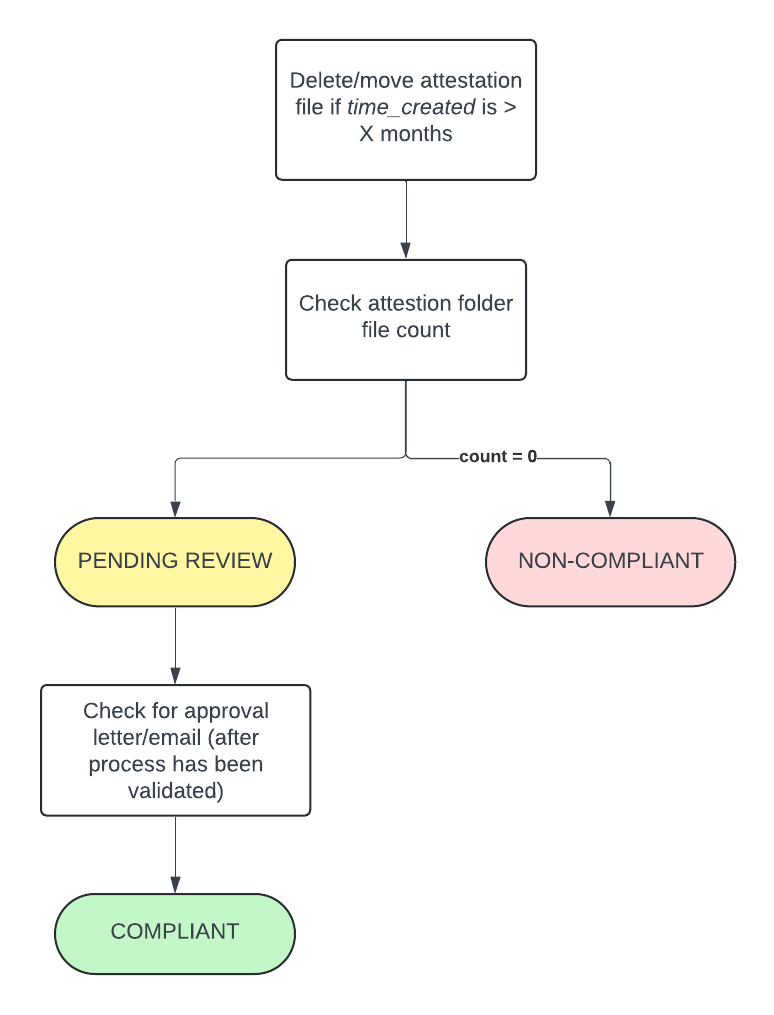 Delete/move attestation
file if time_created is >
X months
Check attestion folder
file count
count = 0
PENDING REVIEW
NON-COMPLIANT
Check for approval
letter/email (after
process has been
validated)
COMPLIANT